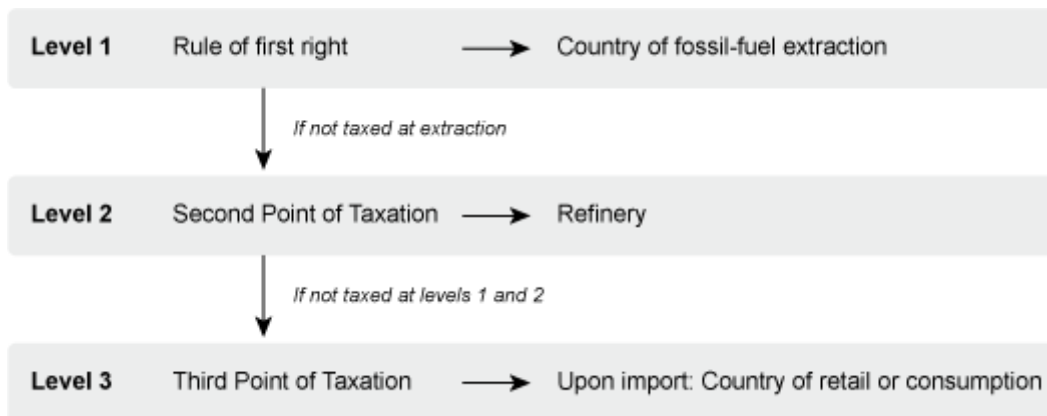 Level 1 Rule of first right Country of fossil-fuel extraction
If not taxed at extraction
Level 2 Second Point of Taxation Refinery
If not taxed at levels 1 and 2
Level 3 Third Point of Taxation Upon import: Country of retail or consumption